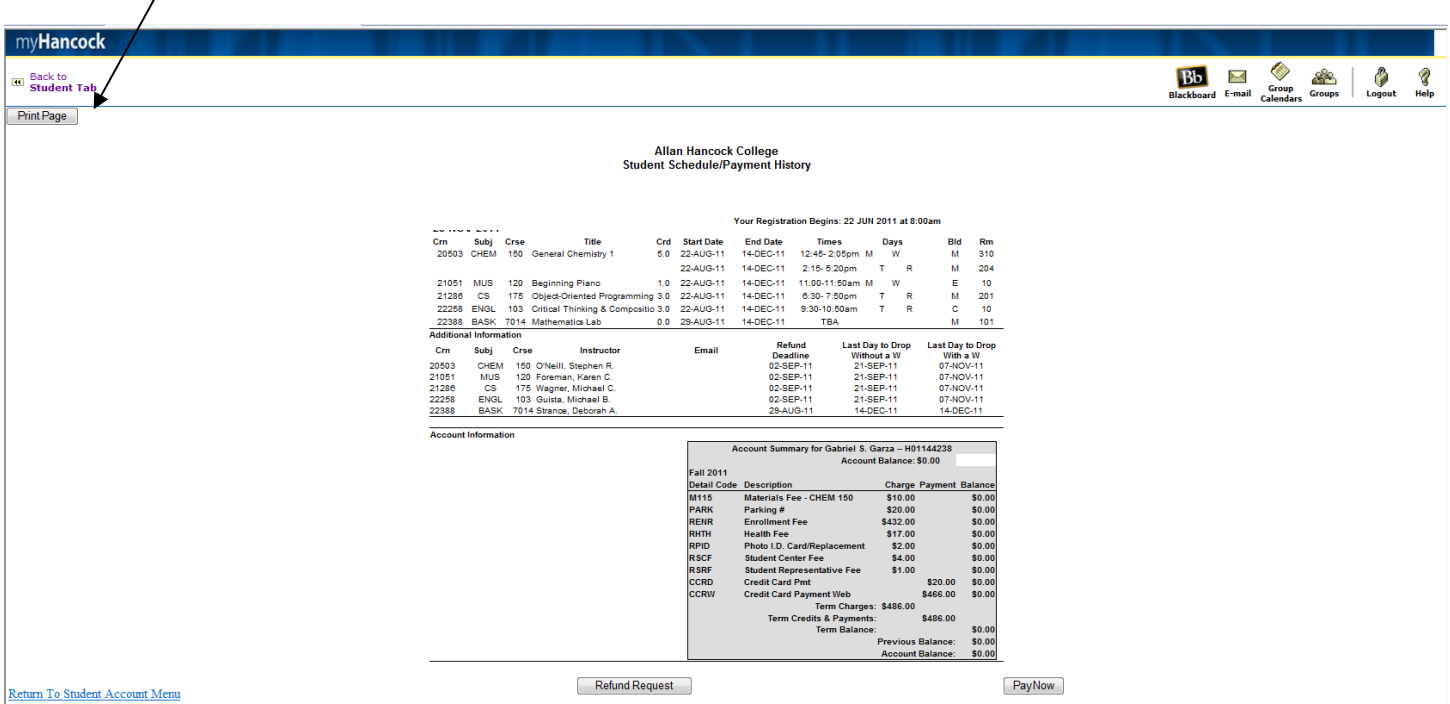 myHancock
Back to
Student Tab
Bb
Blackboard E-mail Group Calendars Groups Logout Help
Print Page
Allan Hancock College
Student Schedule/Payment History
Your Registration Begins: 22 JUN 2011 at 8:00am
Crn Subj Crse Title Crd Start Date End Date Times Days Bld Rm
20503 CHEM 150 General Chemistry 1 5.0 22-AUG-11 14-DEC-11 12:45- 2:05pm M W M 310
22-AUG-11 14-DEC-11 2:15- 5:20pm T R M 204
21051 MUS 120 Beginning Piano 1.0 22-AUG-11 14-DEC-11 11:00-11:50am M W E 10
21286 CS 175 Object-Oriented Programming 3.0 22-AUG-11 14-DEC-11 6:30- 7:50pm T R M 201
22258 ENGL 103 Critical Thinking & Compositio 3.0 22-AUG-11 14-DEC-11 9:30-10:50am T R C 10
22388 BASK 7014 Mathematics Lab 0.0 29-AUG-11 14-DEC-11 TBA M 101
Additional Information
Crn Subj Crse Instructor Email Refund Deadline Last Day to Drop Without a W Last Day to Drop With a W
20503 CHEM 150 O'Neill, Stephen R. 02-SEP-11 21-SEP-11 07-NOV-11
21051 MUS 120 Foreman, Karen C. 02-SEP-11 21-SEP-11 07-NOV-11
21286 CS 175 Wagner, Michael C. 02-SEP-11 21-SEP-11 07-NOV-11
22258 ENGL 103 Guista, Michael B. 02-SEP-11 21-SEP-11 07-NOV-11
22388 BASK 7014 Strance, Deborah A. 29-AUG-11 14-DEC-11 14-DEC-11
Account Information
Account Summary for Gabriel S. Garza -- H01144238
Account Balance: $0.00
Fall 2011
Detail Code Description Charge Payment Balance
M115 Materials Fee - CHEM 150 $10.00 $0.00
PARK Parking # $20.00 $0.00
RENR Enrollment Fee $432.00 $0.00
RHTH Health Fee $17.00 $0.00
RPID Photo I.D. Card/Replacement $2.00 $0.00
RSCF Student Center Fee $4.00 $0.00
RSRF Student Representative Fee $1.00 $0.00
CCRD Credit Card Pmt $20.00 $0.00
CCRW Credit Card Payment Web $466.00 $0.00
Term Charges: $486.00
Term Credits & Payments: $486.00
Term Balance: $0.00
Previous Balance: $0.00
Account Balance: $0.00
Refund Request PayNow
Return To Student Account Menu